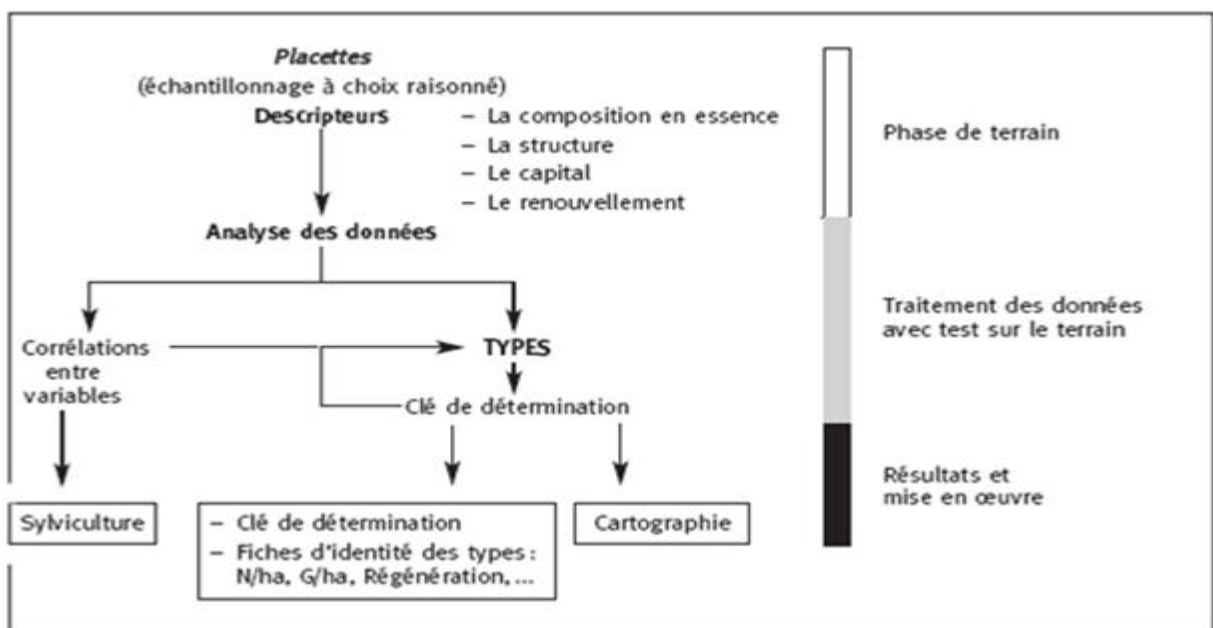 Placettes
(échantillonnage à choix raisonné)
Descripteurs
– La composition en essence
– La structure
– Le capital
– Le renouvellement
Analyse des données
Corrélations
entre
variables
TYPES
Clé de détermination
Sylviculture
– Clé de détermination
– Fiches d'identité des types :
N/ha, G/ha, Régénération, ...
Cartographie
Phase de terrain
Traitement des données
avec test sur le terrain
Résultats et
mise en œuvre